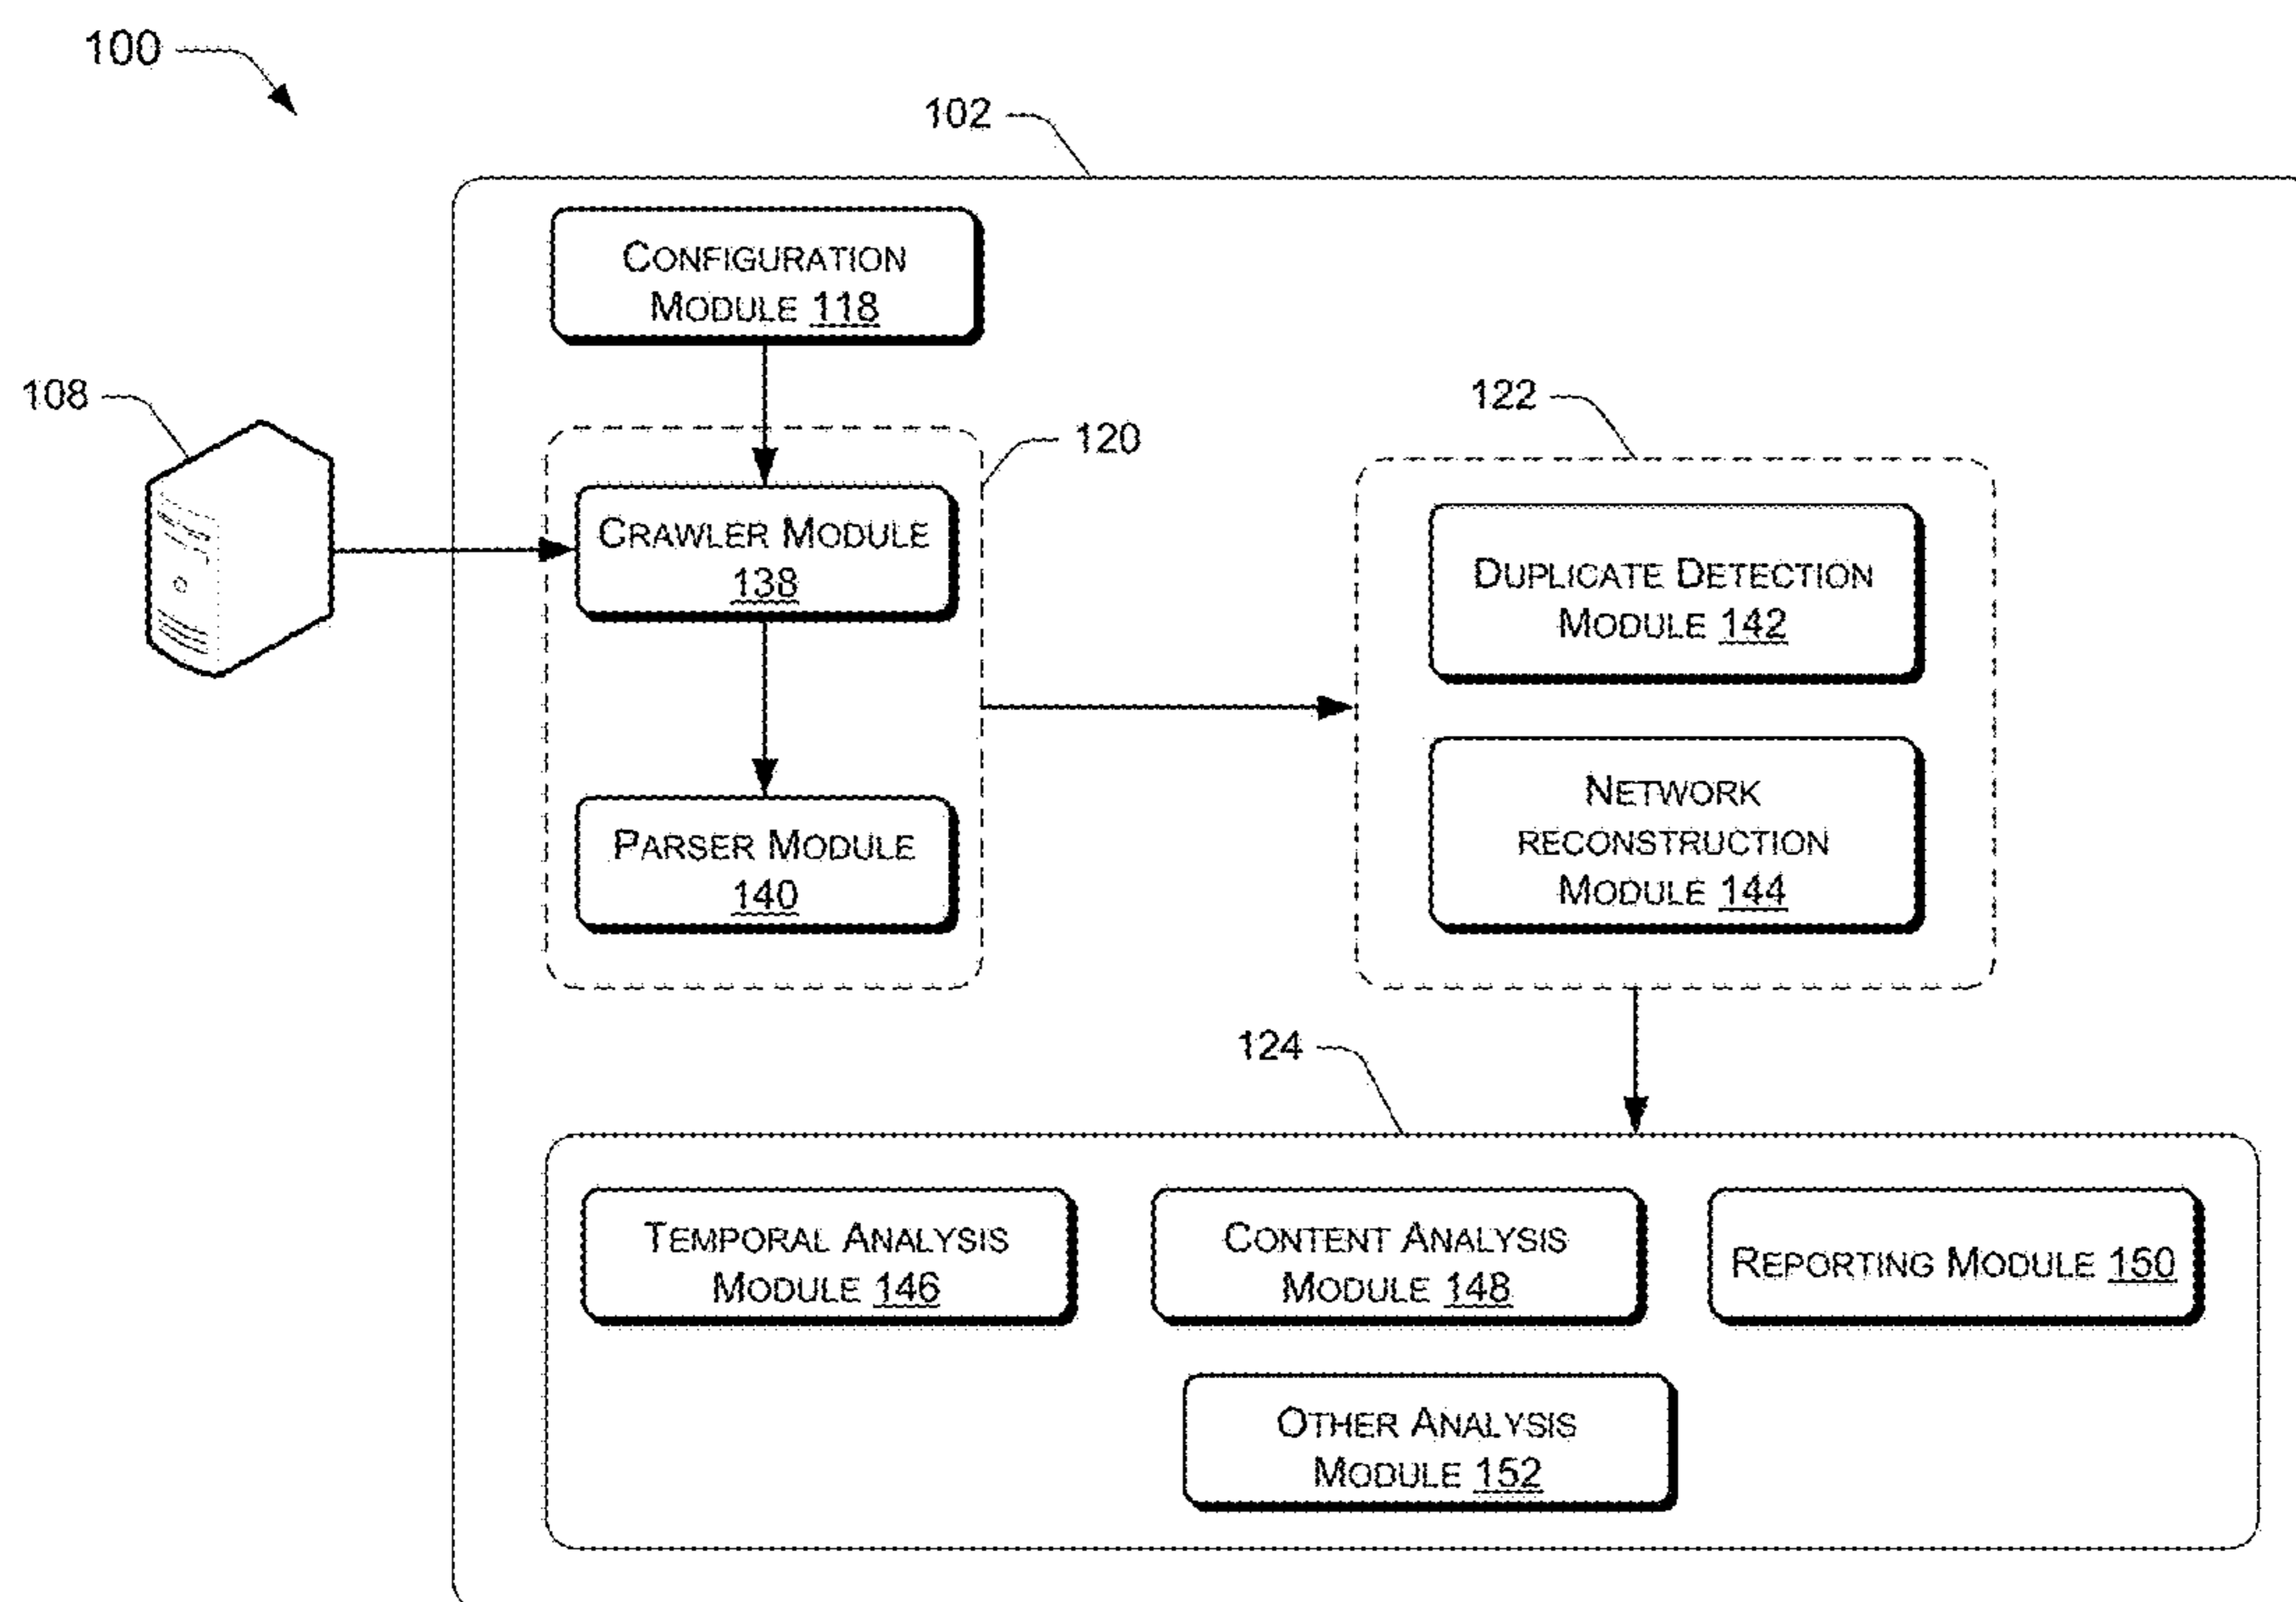 100
102
CONFIGURATION
MODULE 118
108
122
120
CRAWLER MODULE
138
DUPLICATE DETECTION
MODULE 142
NETWORK
RECONSTRUCTION
MODULE 144
PARSER MODULE
140
124
TEMPORAL ANALYSIS
MODULE 146
CONTENT ANALYSIS
MODULE 148
REPORTING MODULE 150
OTHER ANALYSIS
MODULE 152